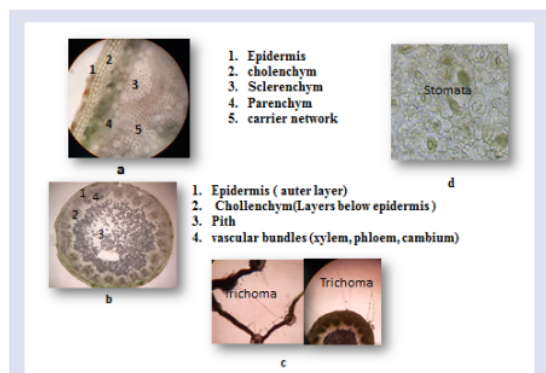 1
2
3
4
5
a
1. Epidermis
2. cholenchym
3. Sclerenchym
4. Parenchym
5. carrier network
Stomata
d
1
4
2
3
b
1. Epidermis ( auter layer)
2. Chollenchym(Layers below epidermis )
3. Pith
4. vascular bundles (xylem, phloem, cambium)
Trichoma
Trichoma
c